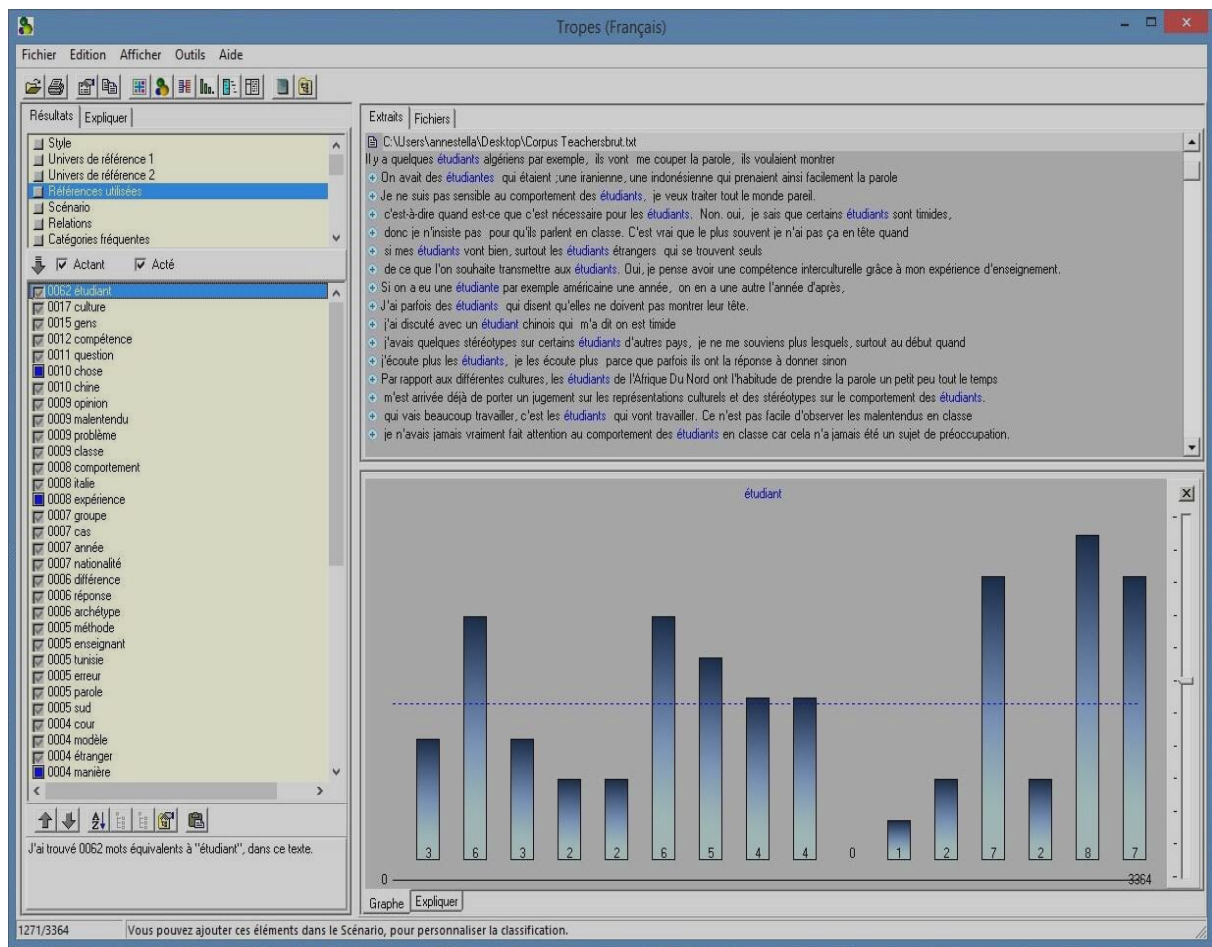 Tropes (Français)
Fichier Edition Afficher Outils Aide
Résultats Expliquer
Style
Univers de référence 1
Univers de référence 2
Références utilisées
Scénario
Relations
Catégories fréquentes
Actant Acté
0062 étudiant
0017 culture
0015 gens
0012 compétence
0011 question
0010 chose
0010 chine
0009 opinion
0009 malentendu
0009 problème
0009 classe
0008 comportement
0008 italie
0008 expérience
0007 groupe
0007 cas
0007 année
0007 nationalité
0006 différence
0006 réponse
0006 archétype
0005 méthode
0005 enseignant
0005 tunisie
0005 erreur
0005 parole
0005 sud
0004 cour
0004 modèle
0004 étranger
0004 manière
J'ai trouvé 0062 mots équivalents à "étudiant", dans ce texte.
Extraits Fichiers
C:\Users\annestella\Desktop\Corpus Teachersbrut.txt
Il y a quelques étudiants algériens par exemple, ils vont me couper la parole, ils voulaient montrer
On avait des étudiantes qui étaient ;une iranienne, une indonésienne qui prenaient ainsi facilement la parole
Je ne suis pas sensible au comportement des étudiants, je veux traiter tout le monde pareil.
c'est-à-dire quand est-ce que c'est nécessaire pour les étudiants. Non. oui, je sais que certains étudiants sont timides,
donc je n'insiste pas pour qu'ils parlent en classe. C'est vrai que le plus souvent je n'ai pas ça en tête quand
si mes étudiants vont bien, surtout les étudiants étrangers qui se trouvent seuls
de ce que l'on souhaite transmettre aux étudiants. Oui, je pense avoir une compétence interculturelle grâce à mon expérience d'enseignement.
Si on a eu une étudiante par exemple américaine une année, on en a une autre l'année d'après,
J'ai parfois des étudiants qui disent qu'elles ne doivent pas montrer leur tête.
j'ai discuté avec un étudiant chinois qui m'a dit on est timide
j'avais quelques stéréotypes sur certains étudiants d'autres pays, je ne me souviens plus lesquels, surtout au début quand
j'écoute plus les étudiants, je les écoute plus parce que parfois ils ont la réponse à donner sinon
Par rapport aux différentes cultures, les étudiants de l'Afrique Du Nord ont l'habitude de prendre la parole un petit peu tout le temps
m'est arrivée déjà de porter un jugement sur les représentations culturels et des stéréotypes sur le comportement des étudiants.
qui vais beaucoup travailler, c'est les étudiants qui vont travailler. Ce n'est pas facile d'observer les malentendus en classe
je n'avais jamais vraiment fait attention au comportement des étudiants en classe car cela n'a jamais été un sujet de préoccupation.
étudiant
3 6 3 2 2 6 5 4 4 0 1 2 7 2 8 7
0 3364
Graphe Expliquer
1271/3364 Vous pouvez ajouter ces éléments dans le Scénario, pour personnaliser la classification.